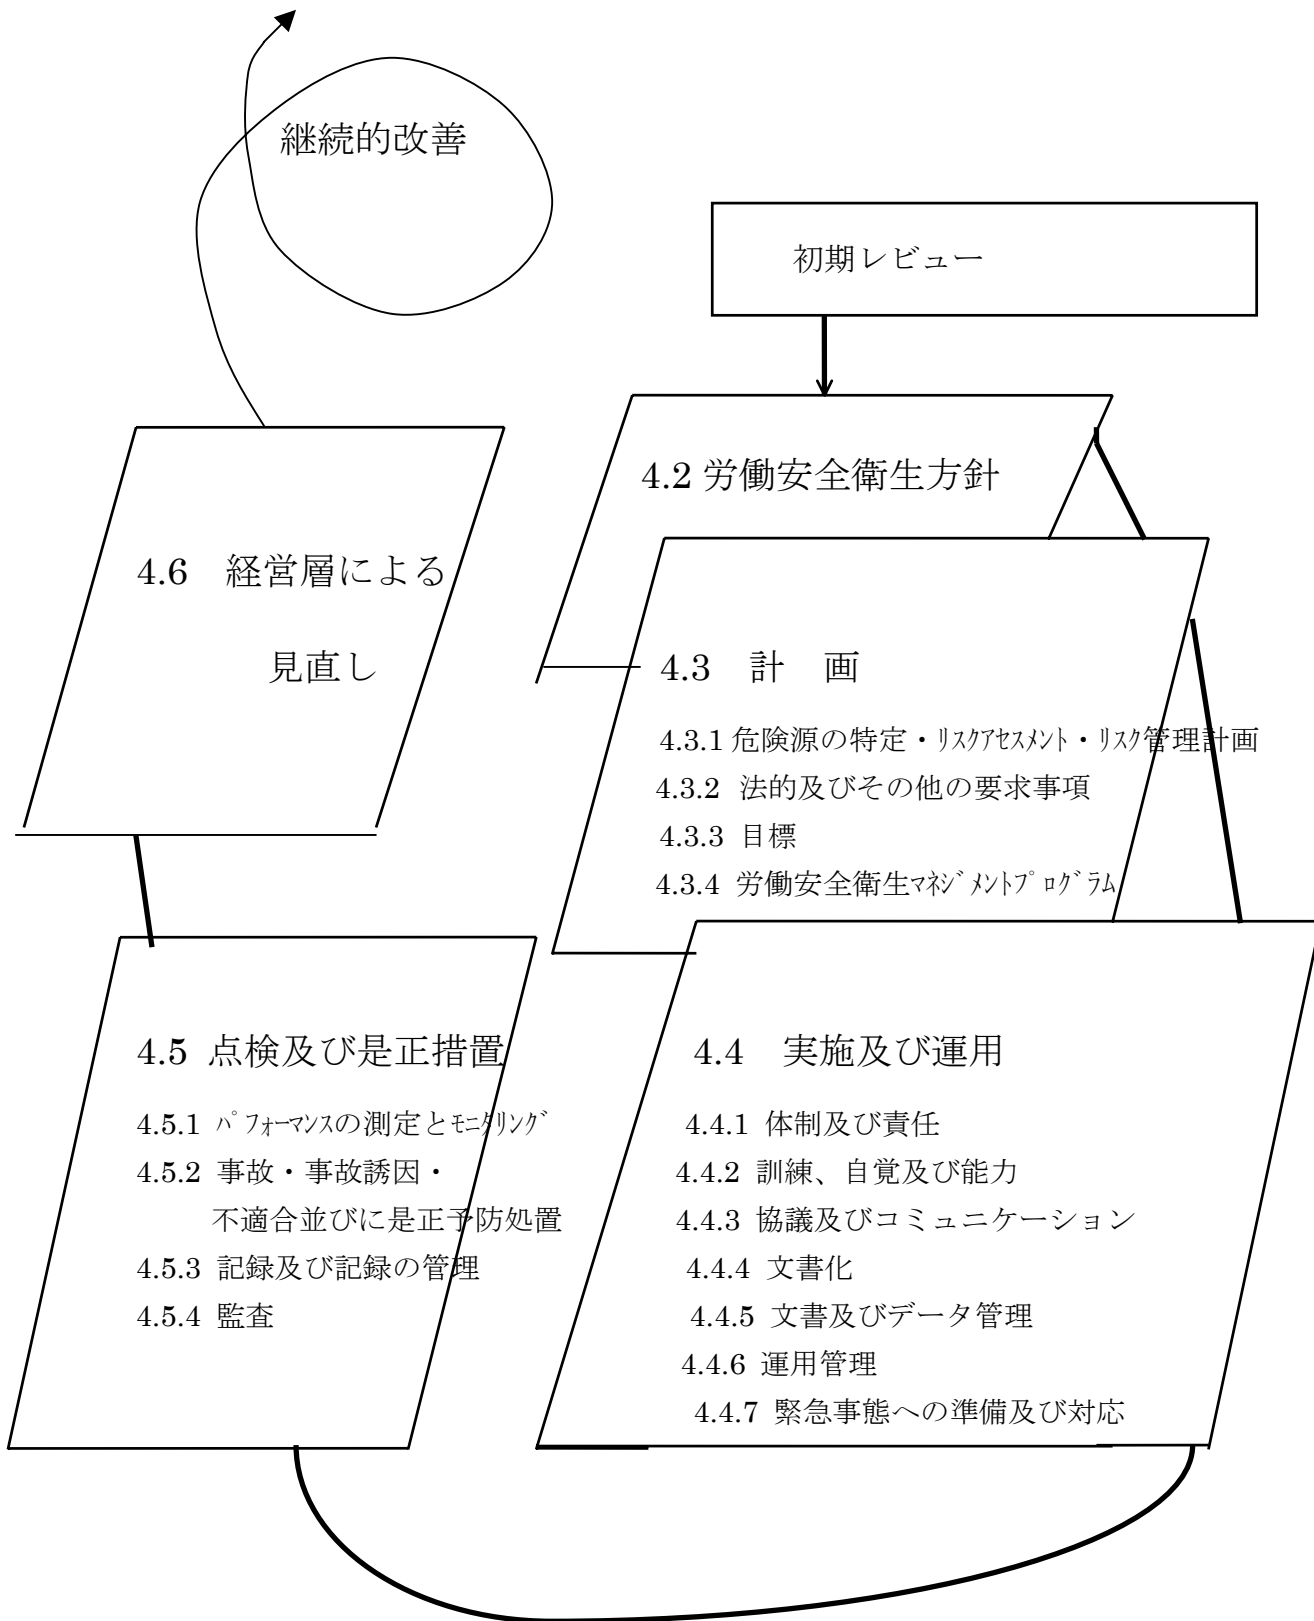 継続的改善
初期レビュー
4.2 労働安全衛生方針
4.3　計　画
4.3.1 危険源の特定・ﾘｽｸｱｾｽﾒﾝﾄ・ﾘｽｸ管理計画
4.3.2 法的及びその他の要求事項
4.3.3 目標
4.3.4 労働安全衛生ﾏﾈｼﾞﾒﾝﾄﾌﾟﾛｸﾞﾗﾑ
4.4　実施及び運用
4.4.1 体制及び責任
4.4.2 訓練、自覚及び能力
4.4.3 協議及びコミュニケーション
4.4.4 文書化
4.4.5 文書及びデータ管理
4.4.6 運用管理
4.4.7 緊急事態への準備及び対応
4.5 点検及び是正措置
4.5.1 ﾊﾟﾌｫｰﾏﾝｽの測定とﾓﾆﾀﾘﾝｸﾞ
4.5.2 事故・事故誘因・
不適合並びに是正予防処置
4.5.3 記録及び記録の管理
4.5.4 監査
4.6　経営層による
見直し